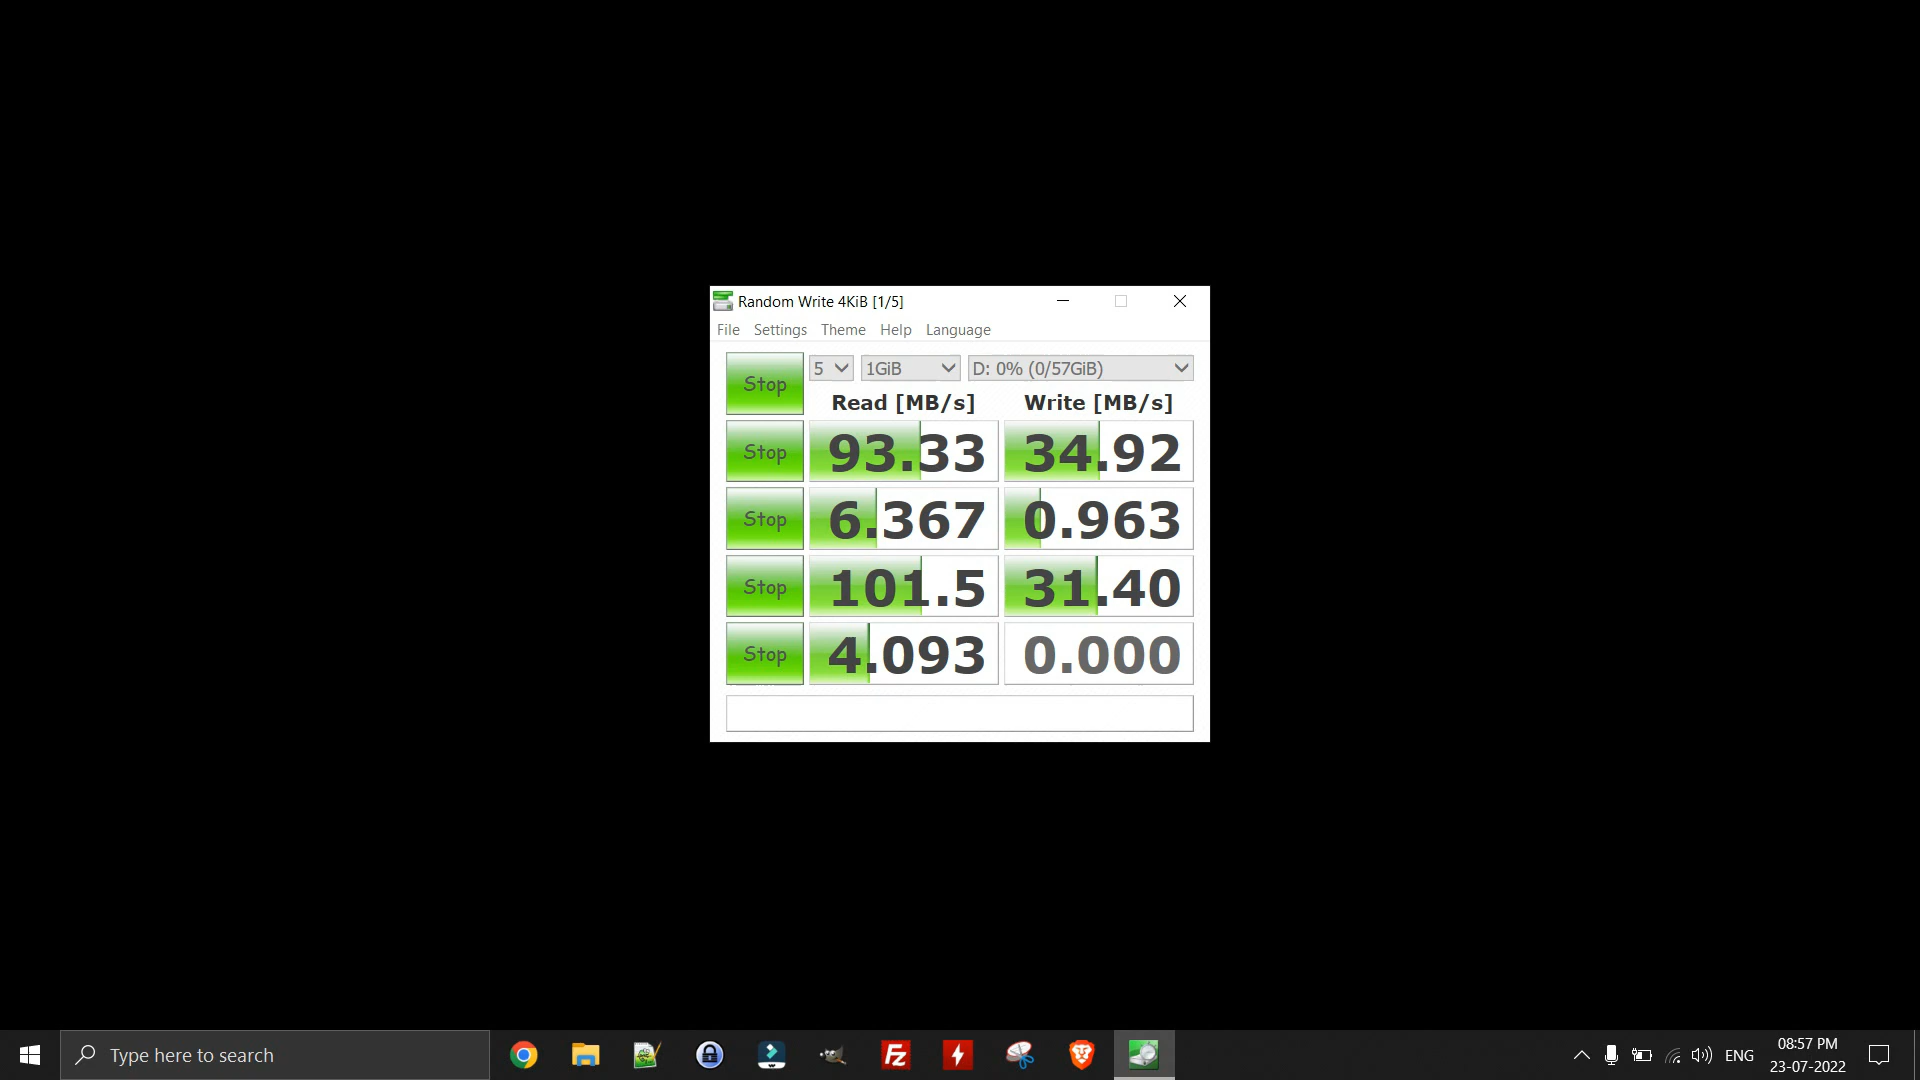 Random Write 4KiB [1/5]
File Settings Theme Help Language
Stop 5 1GiB D: 0% (0/57GiB)
Read [MB/s] Write [MB/s]
Stop 93.33 34.92
Stop 6.367 0.963
Stop 101.5 31.40
Stop 4.093 0.000
Type here to search
Fz
ENG
08:57 PM
23-07-2022